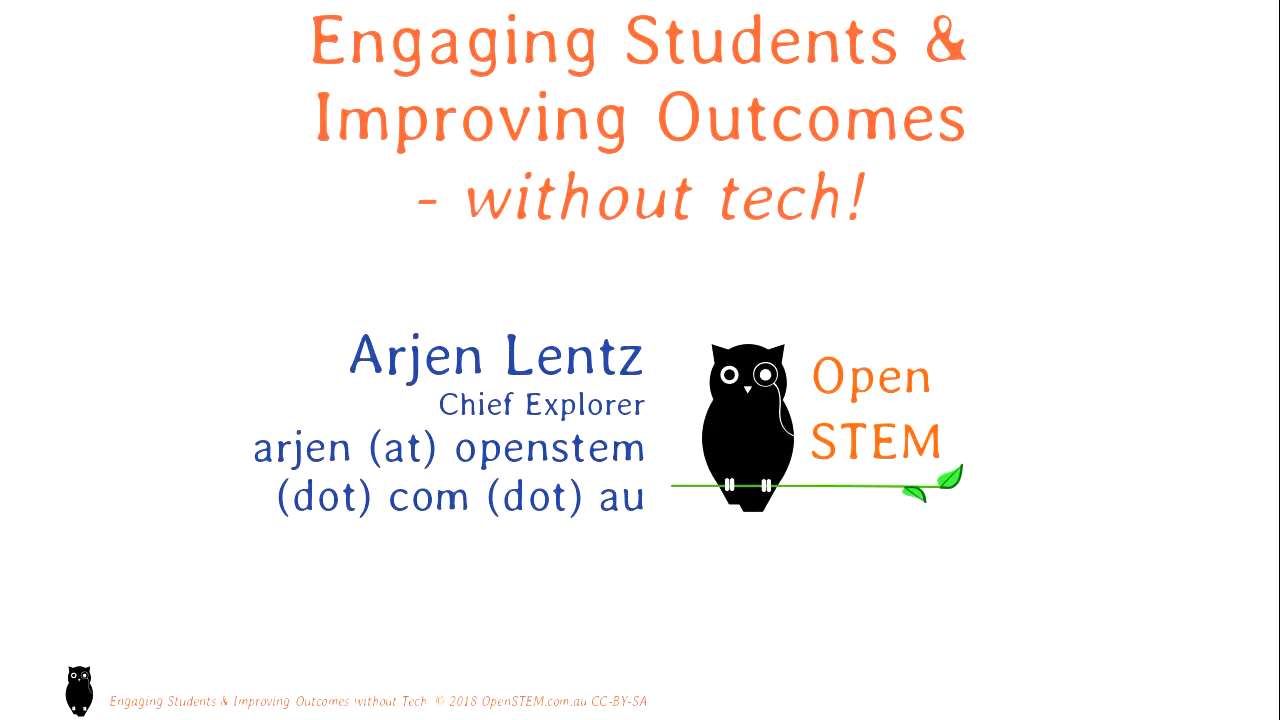 Engaging Students &
Improving Outcomes
- without tech!
Arjen Lentz
Chief Explorer
arjen (at) openstem
(dot) com (dot) au
Open
STEM
Engaging Students & Improving Outcomes without Tech © 2018 OpenSTEM.com.au CC-BY-SA